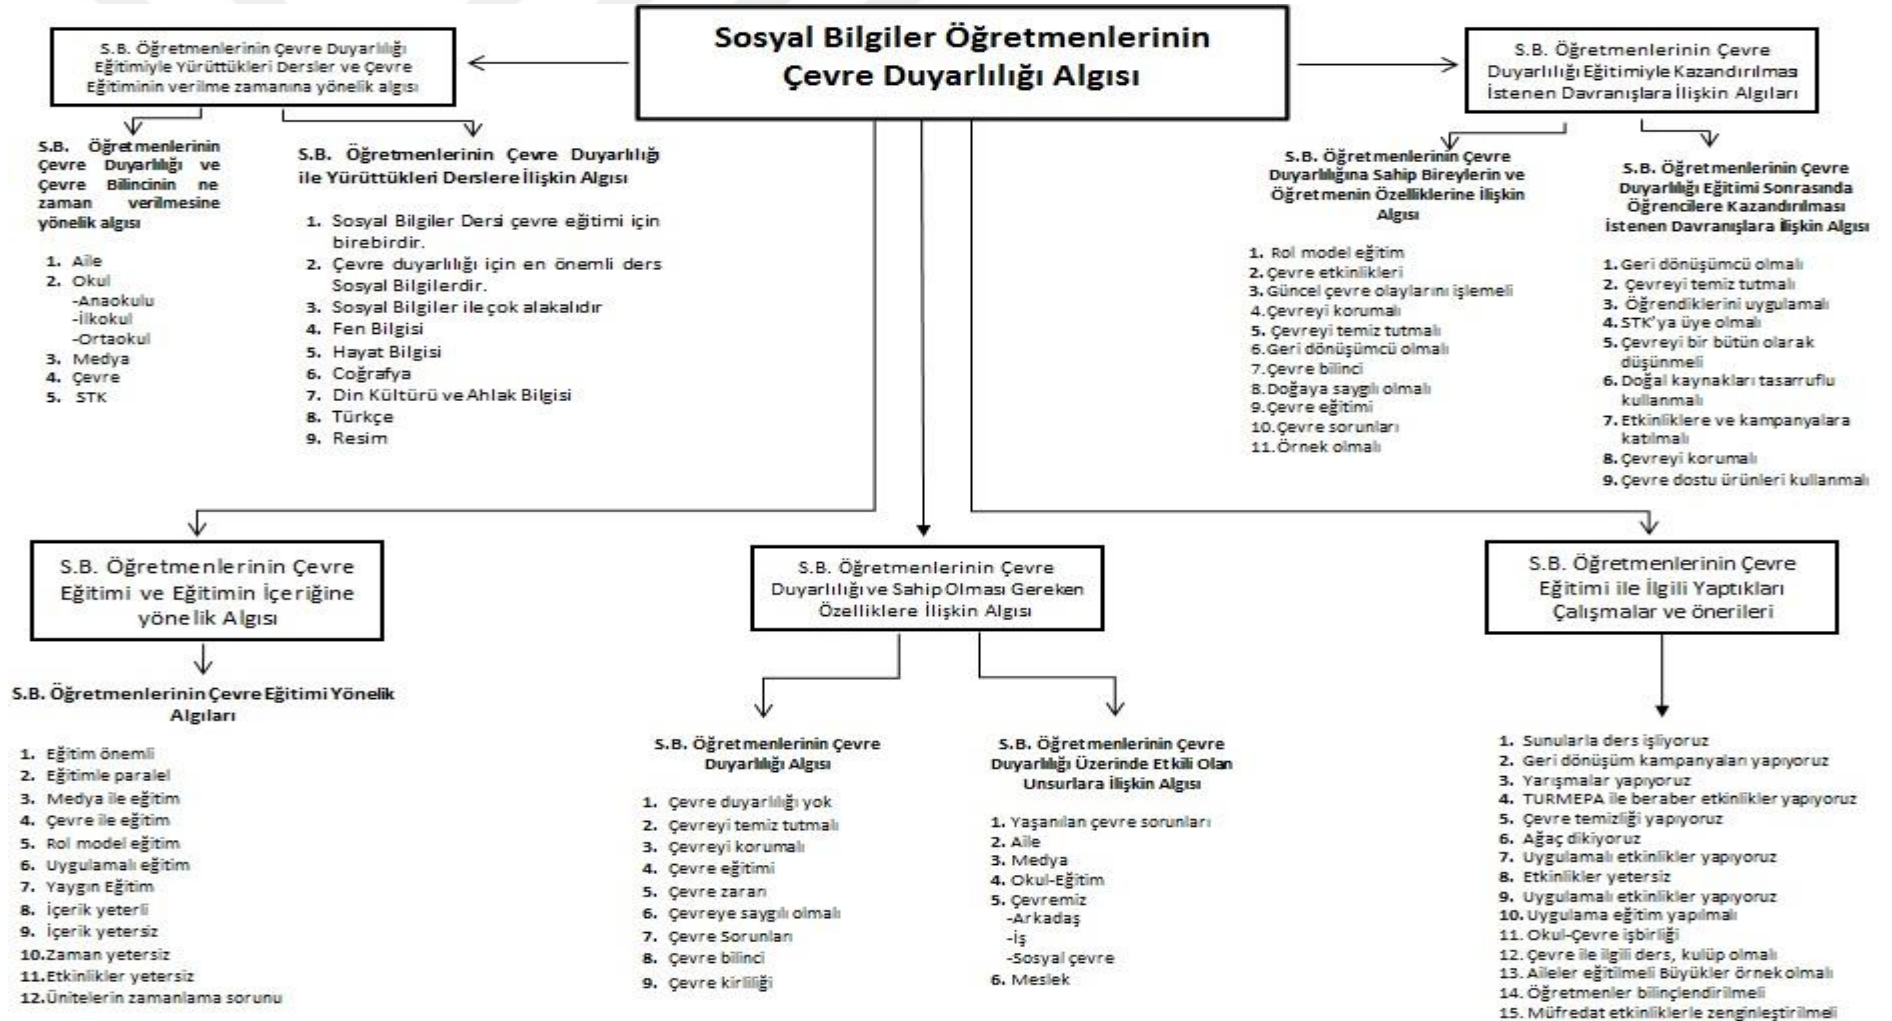 Sosyal Bilgiler Öğretmenlerinin
Çevre Duyarlılığı Algısı
S.B. Öğretmenlerinin Çevre Duyarlılığı
Eğitimiyle Yürüttükleri Dersler ve Çevre
Eğitiminin verilme zamanına yönelik algısı
S.B. Öğretmenlerinin
Çevre Duyarlılığı ve
Çevre Bilincinin ne
zaman verilmesine
yönelik algısı
1. Aile
2. Okul
-Anaokulu
-İlkokul
-Ortaokul
3. Medya
4. Çevre
5. STK
S.B. Öğretmenlerinin Çevre Duyarlılığı
ile Yürüttükleri Derslere İlişkin Algısı
1. Sosyal Bilgiler Dersi çevre eğitimi için
birebirdir.
2. Çevre duyarlılığı için en önemli ders
Sosyal Bilgilerdir.
3. Sosyal Bilgiler ile çok alakalıdır
4. Fen Bilgisi
5. Hayat Bilgisi
6. Coğrafya
7. Din Kültürü ve Ahlak Bilgisi
8. Türkçe
9. Resim
S.B. Öğretmenlerinin Çevre
Duyarlılığı Eğitimiyle Kazandırılması
İstenen Davranışlara İlişkin Algıları
S.B. Öğretmenlerinin Çevre
Duyarlılığına Sahip Bireylerin ve
Öğretmenin Özelliklerine İlişkin
Algısı
1. Rol model eğitim
2. Çevre etkinlikleri
3. Güncel çevre olaylarını işlemeli
4. Çevreyi korumalı
5. Çevreyi temiz tutmalı
6. Geri dönüşümcü olmalı
7. Çevre bilinci
8. Doğaya saygılı olmalı
9. Çevre eğitimi
10. Çevre sorunları
11. Örnek olmalı
S.B. Öğretmenlerinin Çevre
Duyarlılığı Eğitimi Sonrasında
Öğrencilere Kazandırılması
İstenen Davranışlara İlişkin Algısı
1. Geri dönüşümcü olmalı
2. Çevreyi temiz tutmalı
3. Öğrendiklerini uygulamalı
4. STK'ya üye olmalı
5. Çevreyi bir bütün olarak
düşünmeli
6. Doğal kaynakları tasarruflu
kullanmalı
7. Etkinliklere ve kampanyalara
katılmalı
8. Çevreyi korumalı
9. Çevre dostu ürünleri kullanmalı
S.B. Öğretmenlerinin Çevre
Eğitimi ve Eğitimin İçeriğine
yönelik Algısı
S.B. Öğretmenlerinin Çevre Eğitimi Yönelik
Algıları
1. Eğitim önemli
2. Eğitimle paralel
3. Medya ile eğitim
4. Çevre ile eğitim
5. Rol model eğitim
6. Uygulamalı eğitim
7. Yaygın Eğitim
8. İçerik yeterli
9. İçerik yetersiz
10. Zaman yetersiz
11. Etkinlikler yetersiz
12. Ünitelerin zamanlama sorunu
S.B. Öğretmenlerinin Çevre
Duyarlılığı ve Sahip Olması Gereken
Özelliklere İlişkin Algısı
S.B. Öğretmenlerinin Çevre
Duyarlılığı Algısı
1. Çevre duyarlılığı yok
2. Çevreyi temiz tutmalı
3. Çevreyi korumalı
4. Çevre eğitimi
5. Çevre zararı
6. Çevreye saygılı olmalı
7. Çevre Sorunları
8. Çevre bilinci
9. Çevre kirliliği
S.B. Öğretmenlerinin Çevre
Duyarlılığı Üzerinde Etkili Olan
Unsurlara İlişkin Algısı
1. Yaşanılan çevre sorunları
2. Aile
3. Medya
4. Okul-Eğitim
5. Çevremiz
-Arkadaş
-İş
-Sosyal çevre
6. Meslek
S.B. Öğretmenlerinin Çevre
Eğitimi ile İlgili Yaptıkları
Çalışmalar ve önerileri
1. Sunularla ders işliyoruz
2. Geri dönüşüm kampanyaları yapıyoruz
3. Yarışmalar yapıyoruz
4. TURMEPA ile beraber etkinlikler yapıyoruz
5. Çevre temizliği yapıyoruz
6. Ağaç dikiyoruz
7. Uygulamalı etkinlikler yapıyoruz
8. Etkinlikler yetersiz
9. Uygulamalı etkinlikler yapıyoruz
10. Uygulama eğitim yapılmalı
11. Okul-Çevre işbirliği
12. Çevre ile ilgili ders, kulüp olmalı
13. Aileler eğitilmeli Büyükler örnek olmalı
14. Öğretmenler bilinçlendirilmeli
15. Müfredat etkinliklerle zenginleştirilmeli